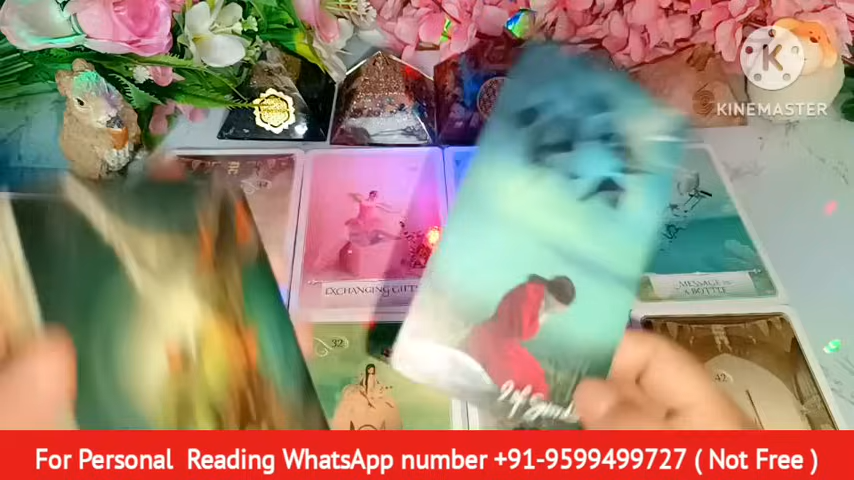 K
KINEMASTER
EXCHANGING GIFTS
MESSAGE IN
A BOTTLE
32
42
For Personal Reading WhatsApp number +91-9599499727 ( Not Free )